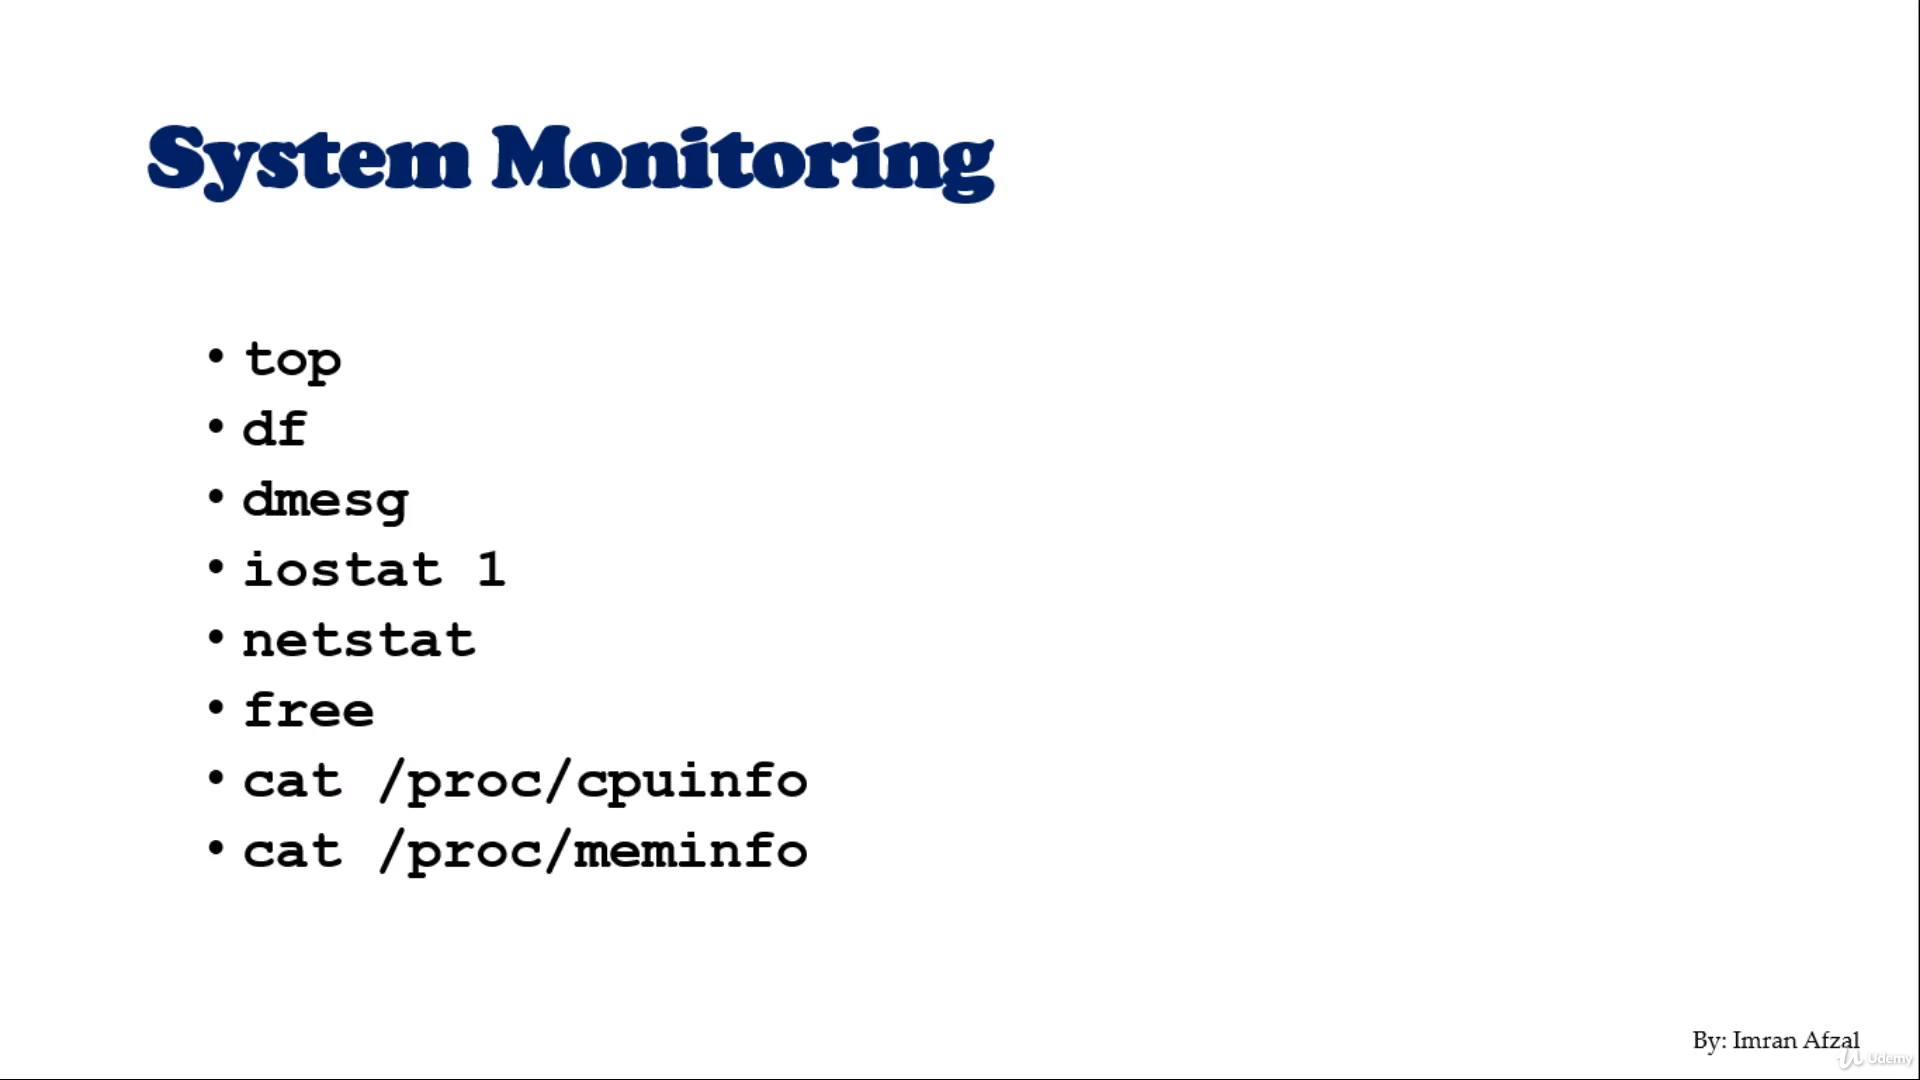 System Monitoring
• top
• df
• dmesg
• iostat 1
• netstat
• free
• cat /proc/cpuinfo
• cat /proc/meminfo
By: Imran Afzal
Udemy